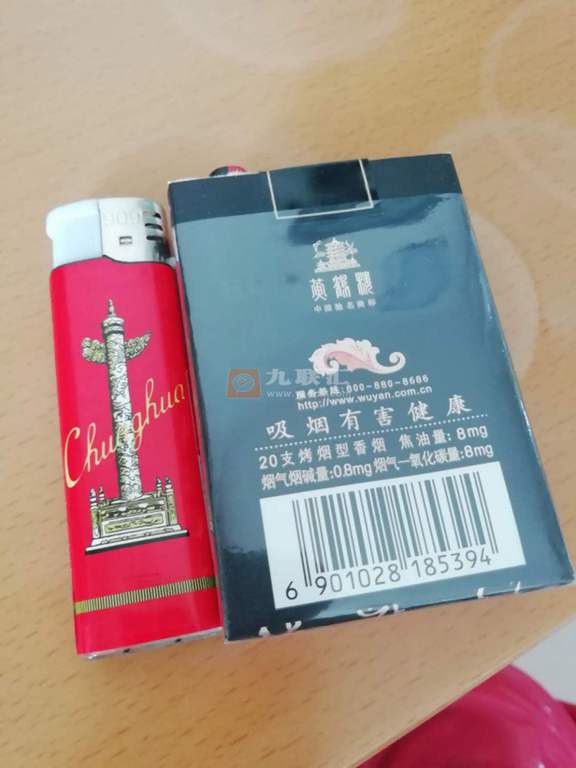 Chunghua
黄鹤楼
中国驰名商标
服务热线:800-880-8686
http://www.wuyan.com.cn
吸烟有害健康
20支烤烟型香烟 焦油量:8mg
烟气烟碱量:0.8mg 烟气一氧化碳量:8mg
6 901028 185394
九联汇